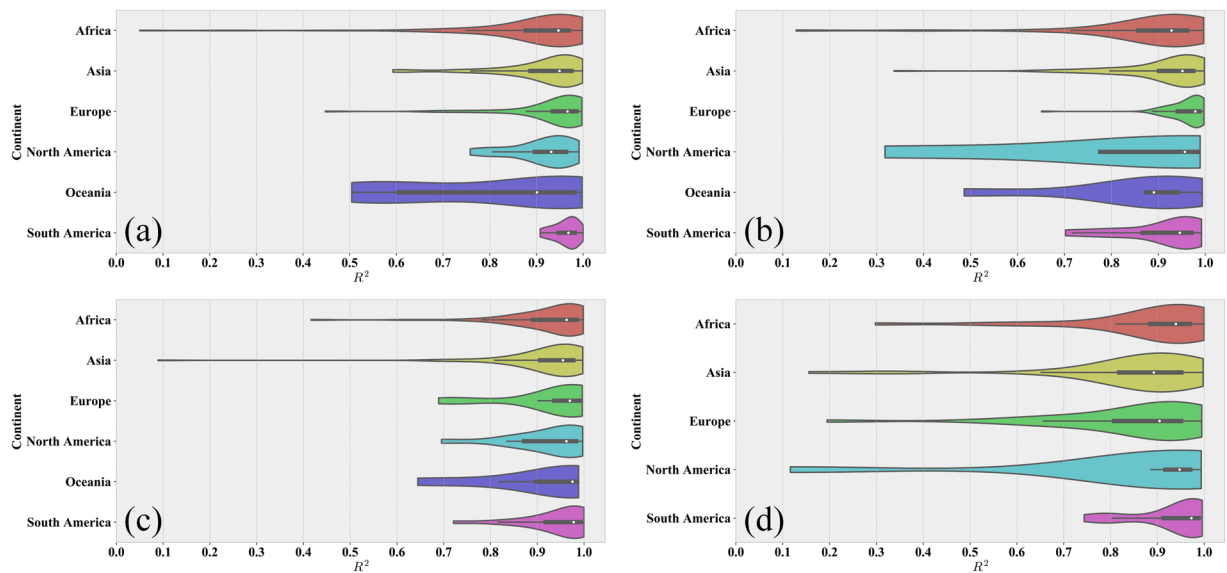 Continent
Africa
Asia
Europe
North America
Oceania
South America
(a)
0.0 0.1 0.2 0.3 0.4 0.5 0.6 0.7 0.8 0.9 1.0
R²
Continent
Africa
Asia
Europe
North America
Oceania
South America
(b)
0.0 0.1 0.2 0.3 0.4 0.5 0.6 0.7 0.8 0.9 1.0
R²
Continent
Africa
Asia
Europe
North America
Oceania
South America
(c)
0.0 0.1 0.2 0.3 0.4 0.5 0.6 0.7 0.8 0.9 1.0
R²
Continent
Africa
Asia
Europe
North America
South America
(d)
0.0 0.1 0.2 0.3 0.4 0.5 0.6 0.7 0.8 0.9 1.0
R²